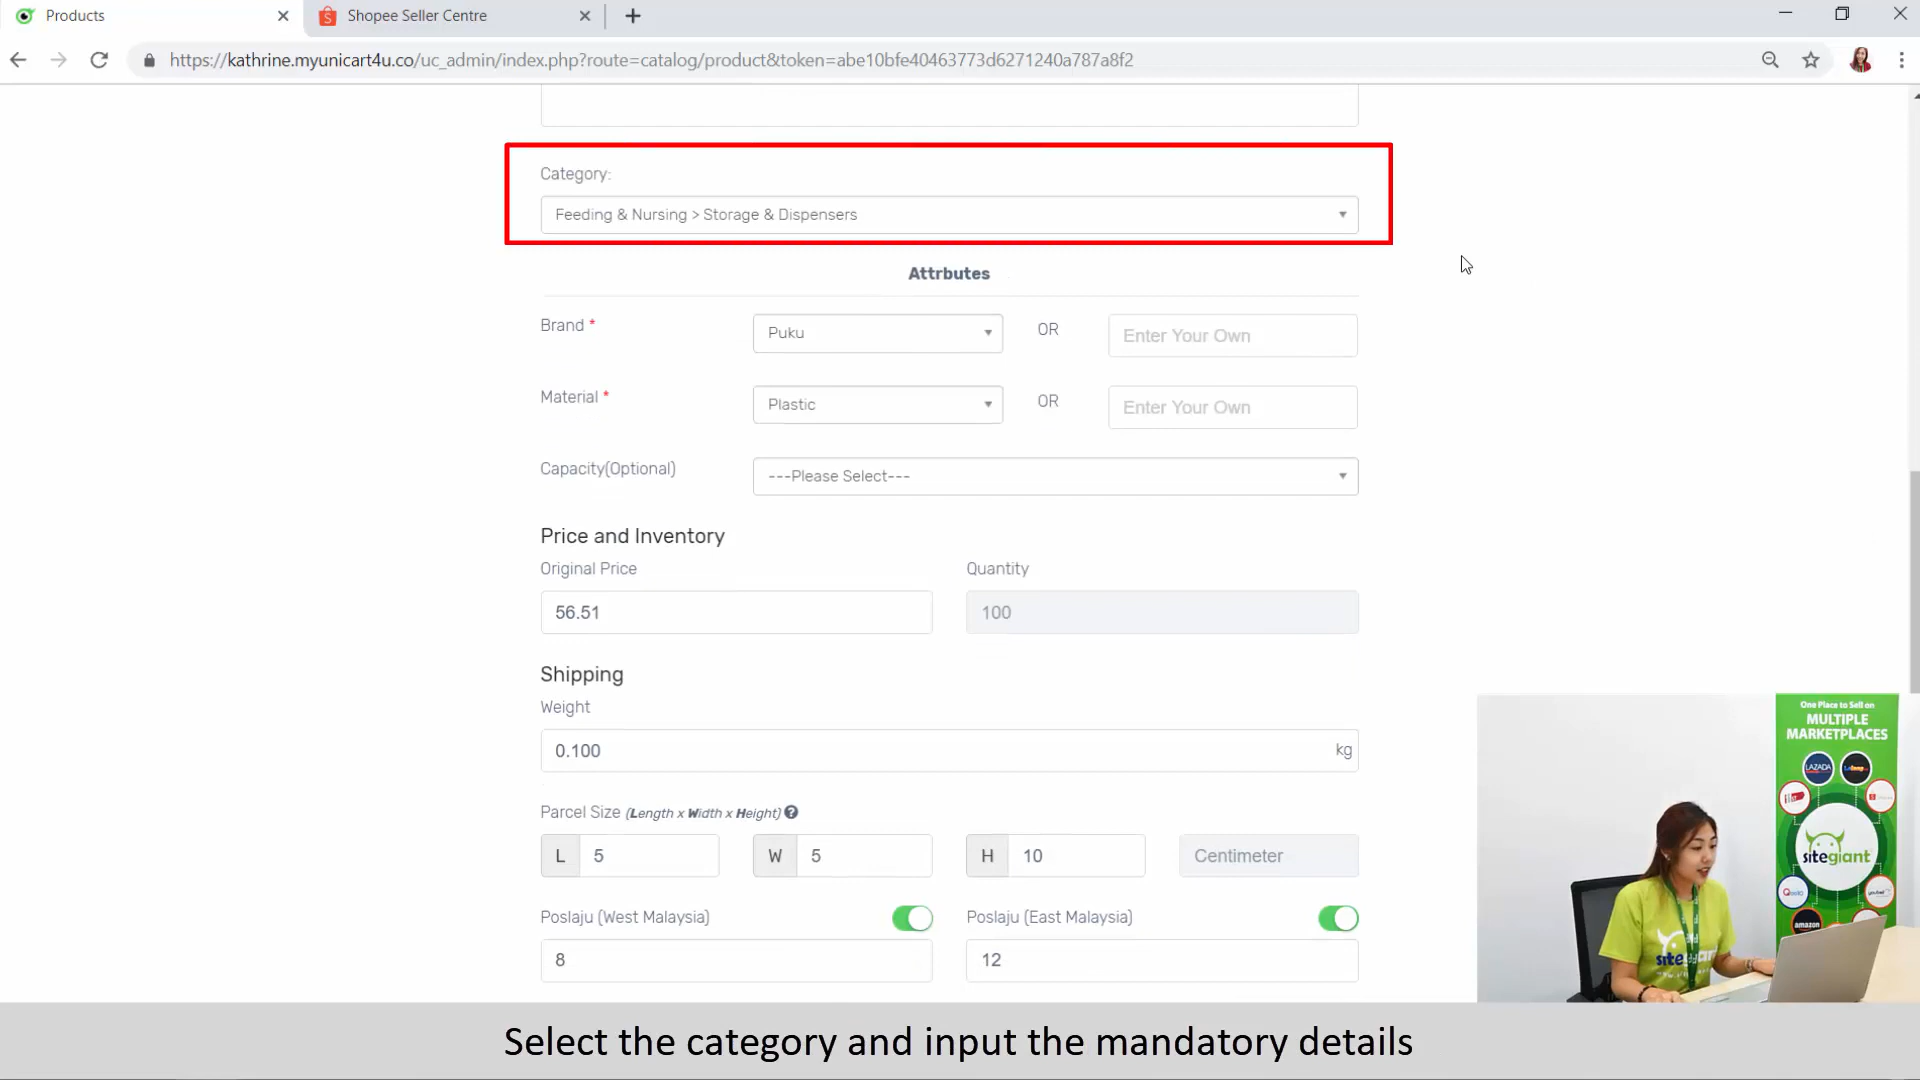 Products
Shopee Seller Centre
https://kathrine.myunicart4u.co/uc_admin/index.php?route=catalog/product&token=abe10bfe40463773d6271240a787a8f2
Category:
Feeding & Nursing > Storage & Dispensers
Attrbutes
Brand * Puku OR Enter Your Own
Material * Plastic OR Enter Your Own
Capacity(Optional) ---Please Select---
Price and Inventory
Original Price Quantity
56.51 100
Shipping
Weight
0.100 kg
Parcel Size (Length x Width x Height)
L 5 W 5 H 10 Centimeter
Poslaju (West Malaysia) Poslaju (East Malaysia)
8 12
One Place to Sell on
MULTIPLE
MARKETPLACES
LAZADA
sitegiant
amazon
Select the category and input the mandatory details